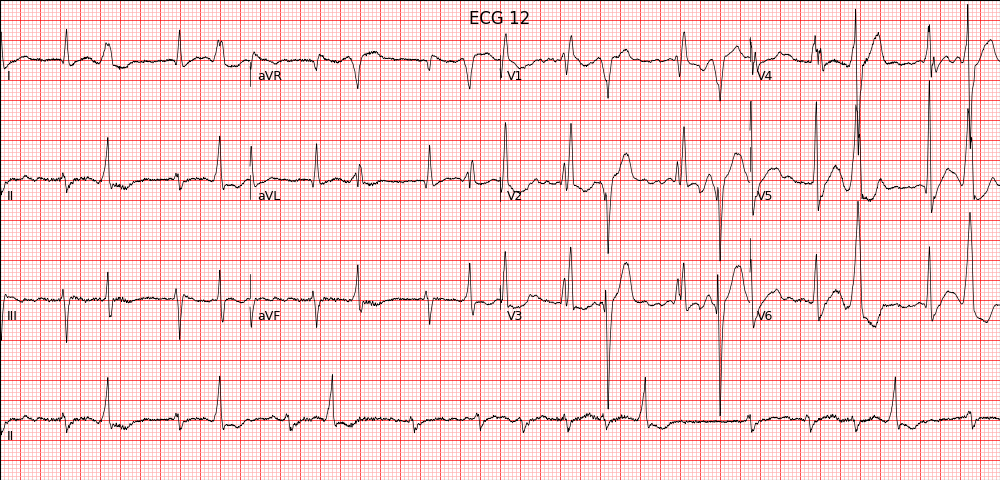 ECG 12
I aVR V1 V4
II aVL V2 V5
III aVF V3 V6
II